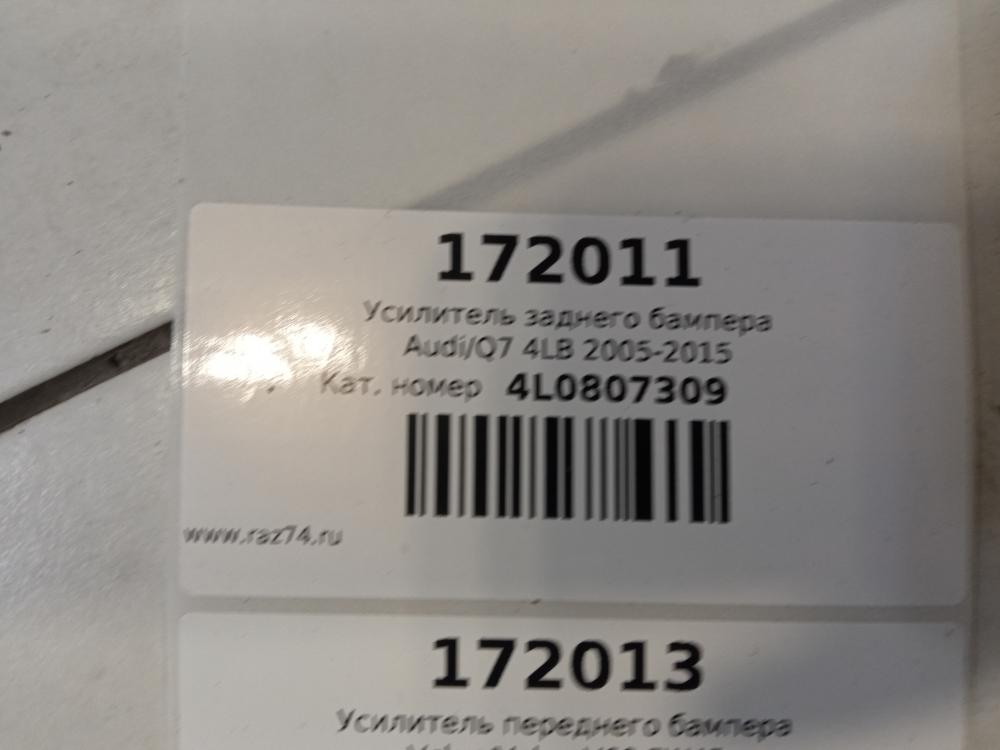 172011
Усилитель заднего бампера
Audi/Q7 4LB 2005-2015
Кат. номер 4L0807309
www.raz74.ru
172013
Усилитель переднего бампера